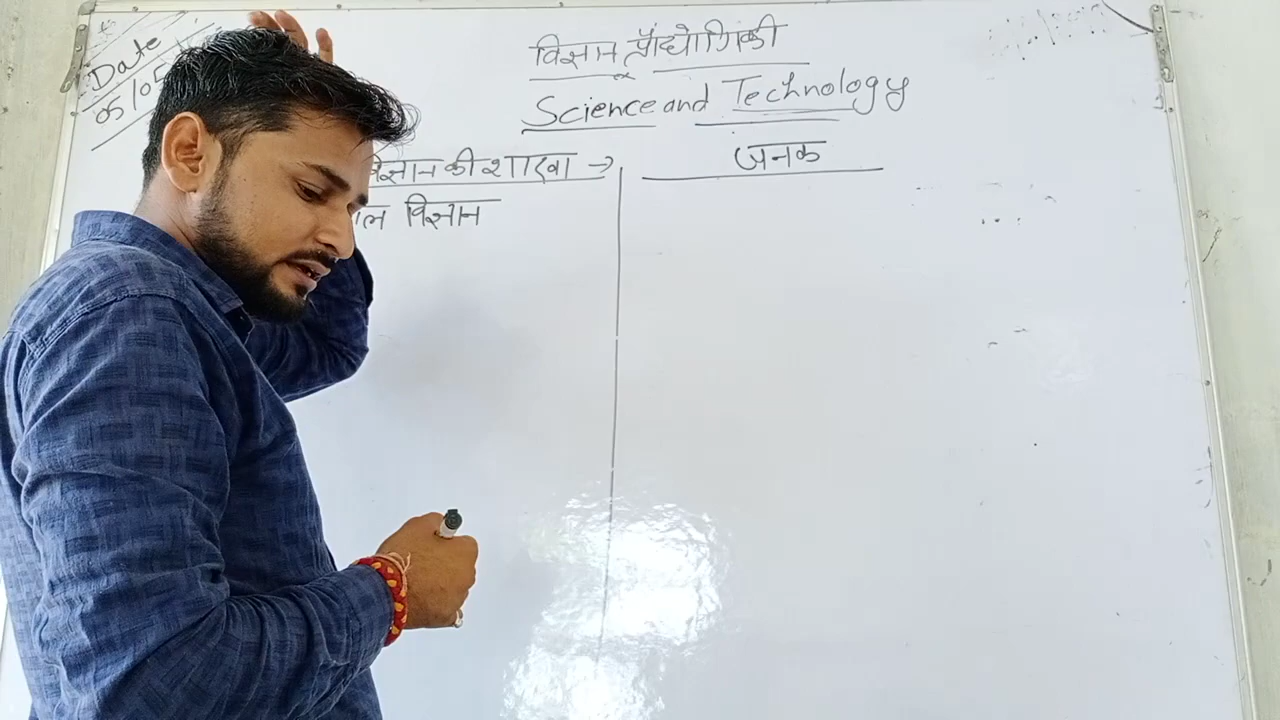 Date
05/05
विज्ञान प्रौद्योगिकी
Science and Technology
विज्ञान की शाखा → जनक
विज्ञान